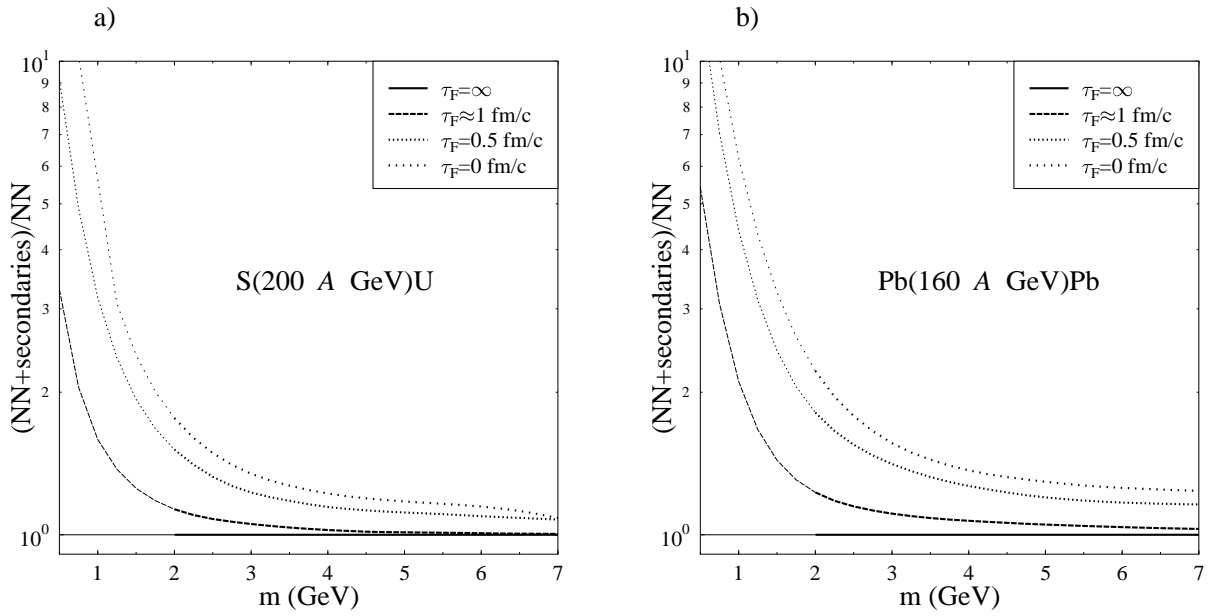 a)
(NN+secondaries)/NN
10¹
9
8
7
6
5
4
3
2
10⁰
τF=∞
τF≈1 fm/c
τF=0.5 fm/c
τF=0 fm/c
S(200 A GeV)U
1 2 3 4 5 6 7
m (GeV)
b)
(NN+secondaries)/NN
10¹
9
8
7
6
5
4
3
2
10⁰
τF=∞
τF≈1 fm/c
τF=0.5 fm/c
τF=0 fm/c
Pb(160 A GeV)Pb
1 2 3 4 5 6 7
m (GeV)